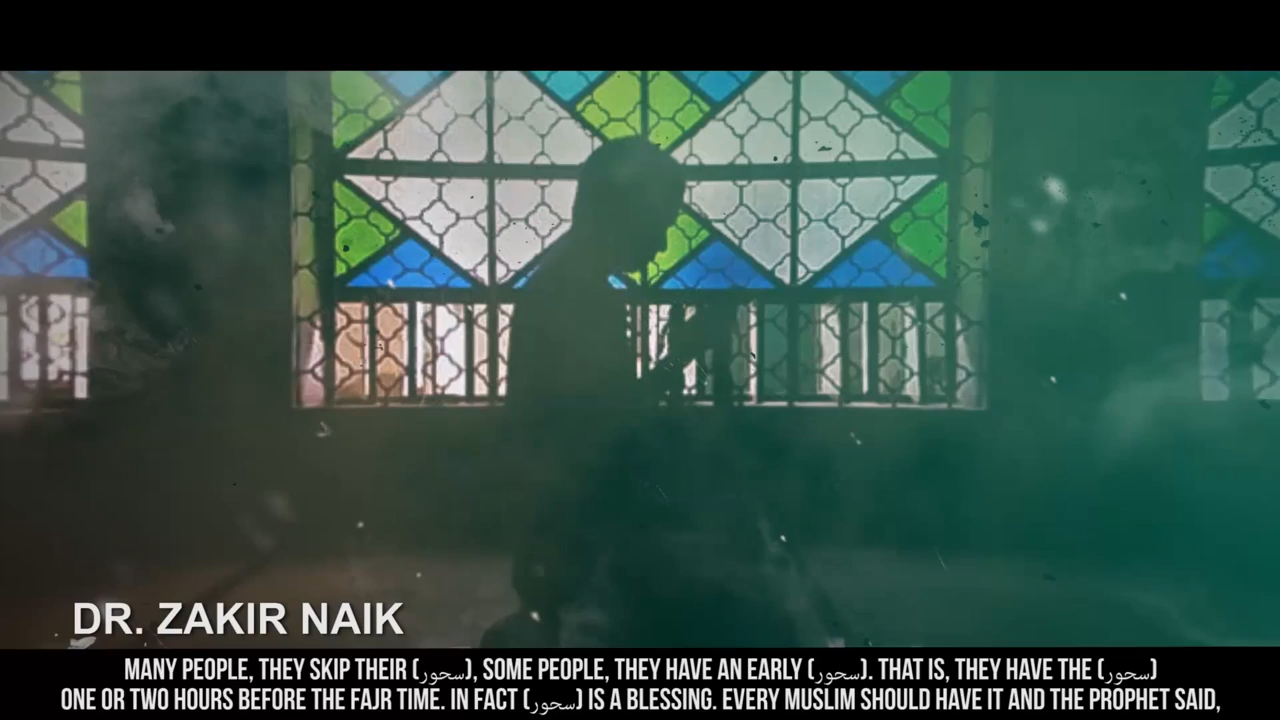 DR. ZAKIR NAIK
MANY PEOPLE, THEY SKIP THEIR (سحور), SOME PEOPLE, THEY HAVE AN EARLY (سحور). THAT IS, THEY HAVE THE (سحور)
ONE OR TWO HOURS BEFORE THE FAJR TIME. IN FACT (سحور) IS A BLESSING. EVERY MUSLIM SHOULD HAVE IT AND THE PROPHET SAID,